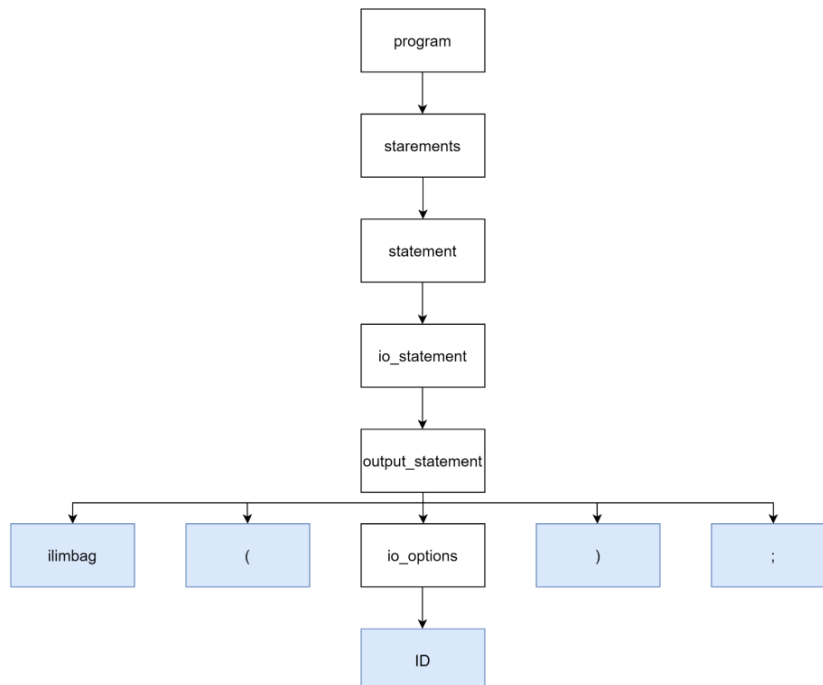 program
starements
statement
io_statement
output_statement
ilimbag
(
io_options
)
;
ID